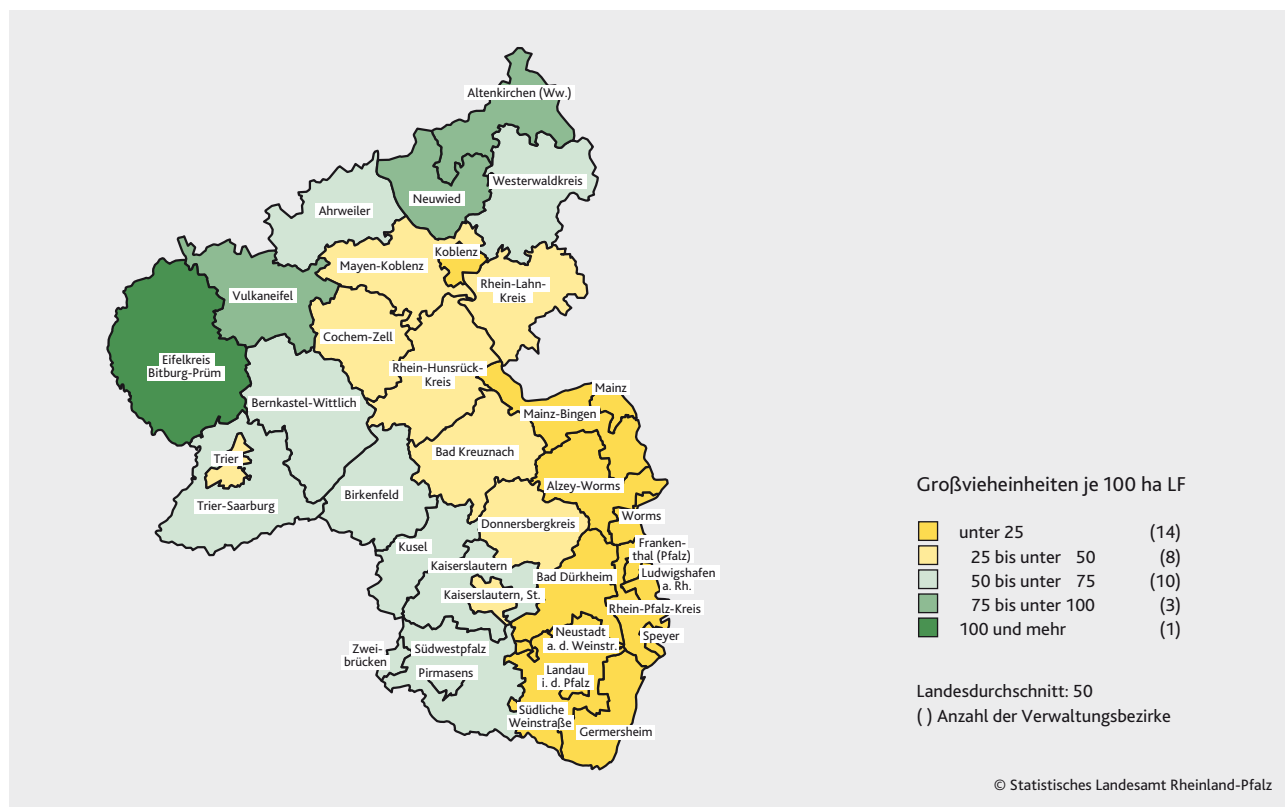 Altenkirchen (Ww.)
Westerwaldkreis
Neuwied
Ahrweiler
Koblenz
Mayen-Koblenz
Rhein-Lahn-
Kreis
Vulkaneifel
Cochem-Zell
Eifelkreis
Bitburg-Prüm
Rhein-Hunsrück-
Kreis
Mainz
Bernkastel-Wittlich
Mainz-Bingen
Trier
Bad Kreuznach
Alzey-Worms
Birkenfeld
Trier-Saarburg
Worms
Donnersbergkreis
Kusel
Franken-
thal (Pfalz)
Kaiserslautern
Bad Dürkheim
Ludwigshafen
a. Rh.
Kaiserslautern, St.
Rhein-Pfalz-Kreis
Neustadt
a. d. Weinstr.
Speyer
Zwei-
brücken
Südwestpfalz
Pirmasens
Landau
i. d. Pfalz
Südliche
Weinstraße
Germersheim
Großvieheinheiten je 100 ha LF
unter 25 (14)
25 bis unter 50 (8)
50 bis unter 75 (10)
75 bis unter 100 (3)
100 und mehr (1)
Landesdurchschnitt: 50
( ) Anzahl der Verwaltungsbezirke
© Statistisches Landesamt Rheinland-Pfalz